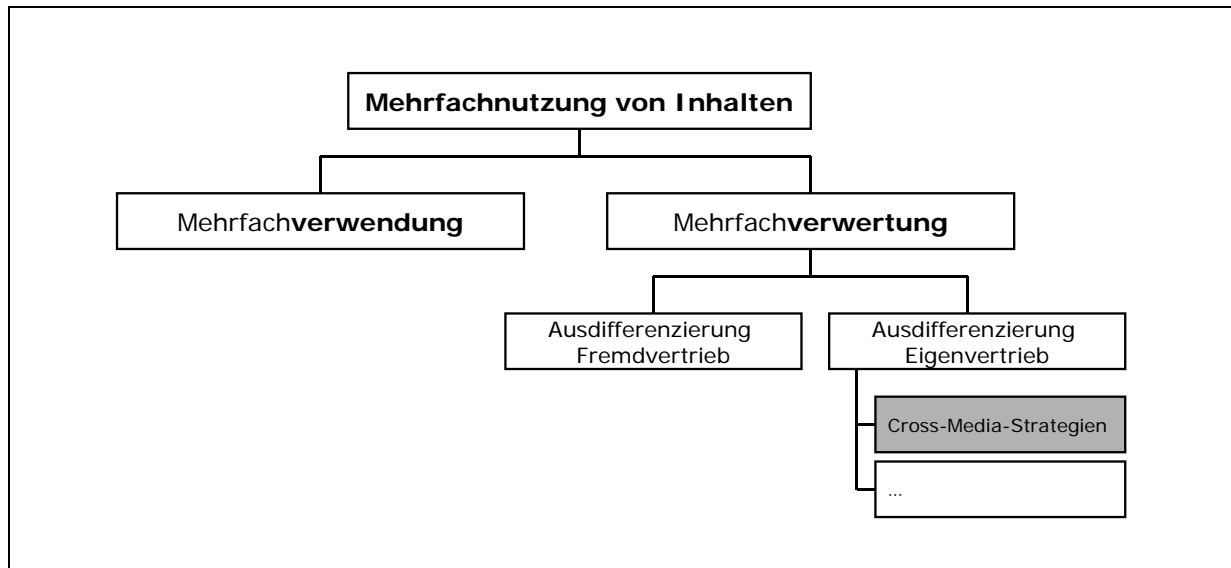 Mehrfachnutzung von Inhalten
Mehrfachverwendung
Mehrfachverwertung
Ausdifferenzierung
Fremdvertrieb
Ausdifferenzierung
Eigenvertrieb
Cross-Media-Strategien
...